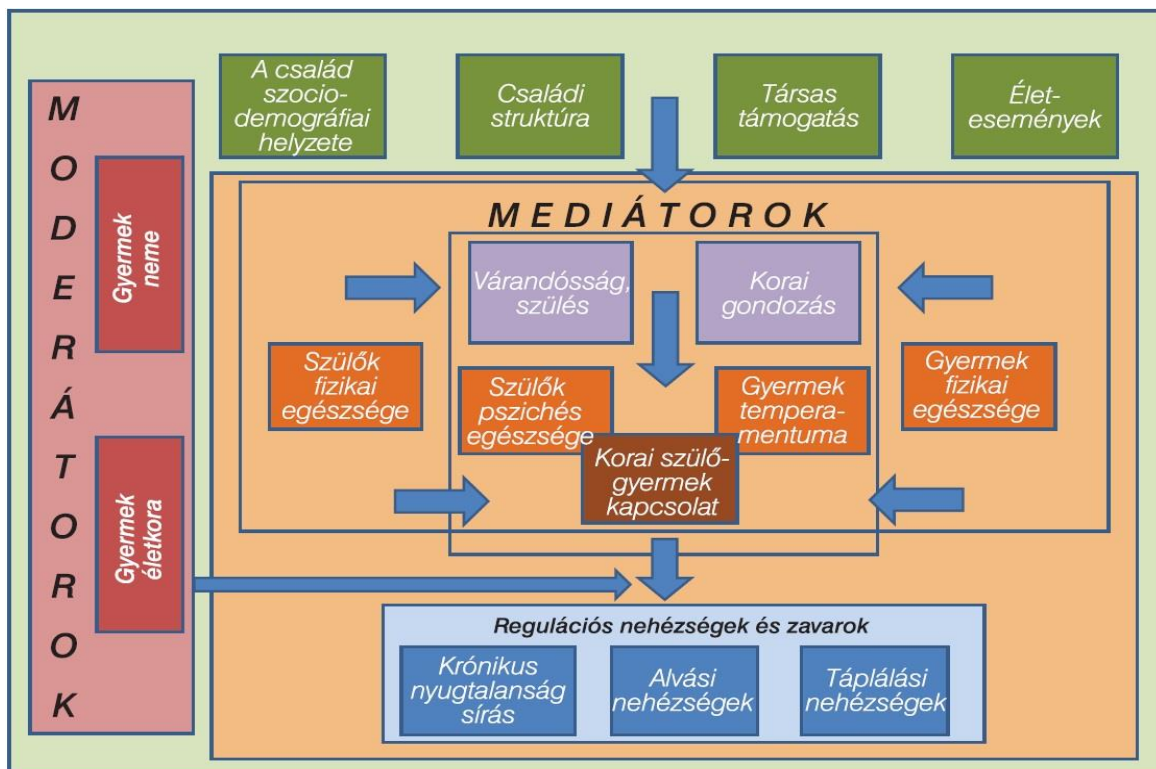 A család
szocio-
demográfiai
helyzete
Családi
struktúra
Társas
támogatás
Élet-
események
MODERÁTOROK
Gyermek
neme
Gyermek
életkora
MEDIÁTOROK
Várandósság,
szülés
Korai
gondozás
Szülők
fizikai
egészsége
Szülők
pszichés
egészsége
Gyermek
tempera-
mentuma
Gyermek
fizikai
egészsége
Korai szülő-
gyermek
kapcsolat
Regulációs nehézségek és zavarok
Krónikus
nyugtalanság
sírás
Alvási
nehézségek
Táplálási
nehézségek